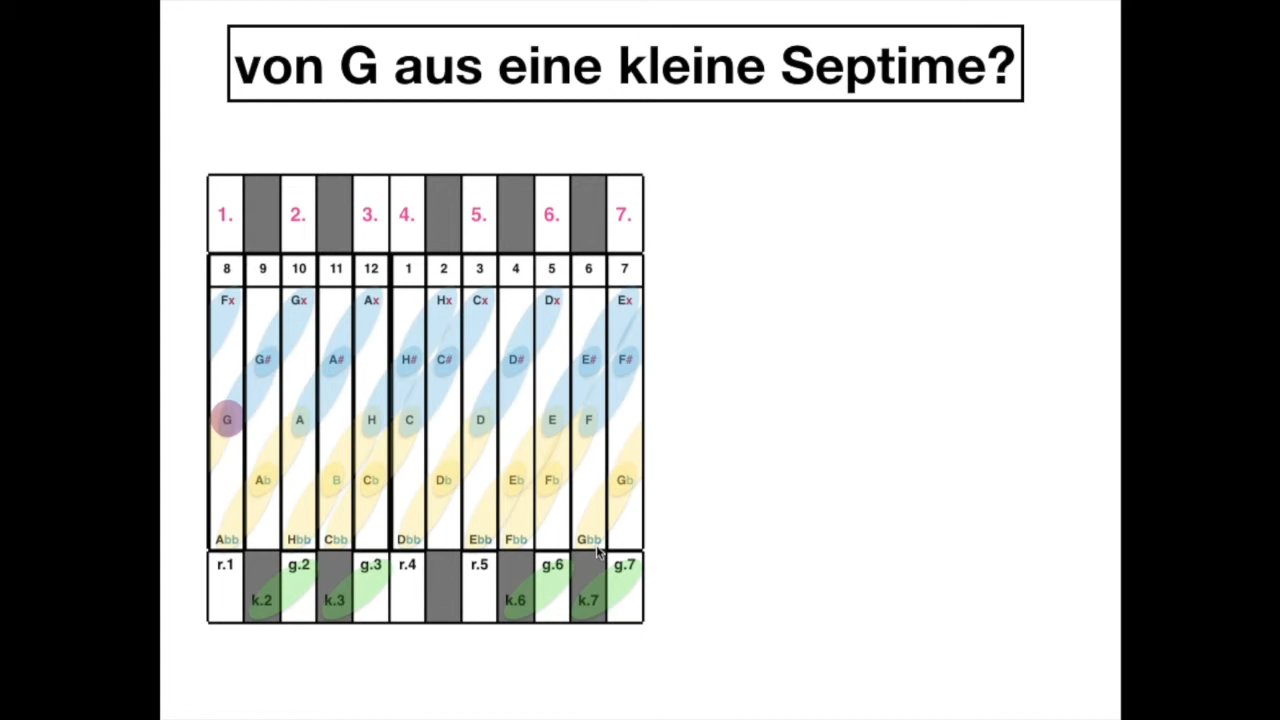 von G aus eine kleine Septime?
1. 2. 3. 4. 5. 6. 7.
8 9 10 11 12 1 2 3 4 5 6 7
Fx Gx Ax Hx Cx Dx Ex
G# A# H# C# D# E# F#
G A H C D E F
Ab B Cb Db Eb Fb Gb
Abb Hbb Cbb Dbb Ebb Fbb Gbb
r.1 g.2 g.3 r.4 r.5 g.6 g.7
k.2 k.3 k.6 k.7